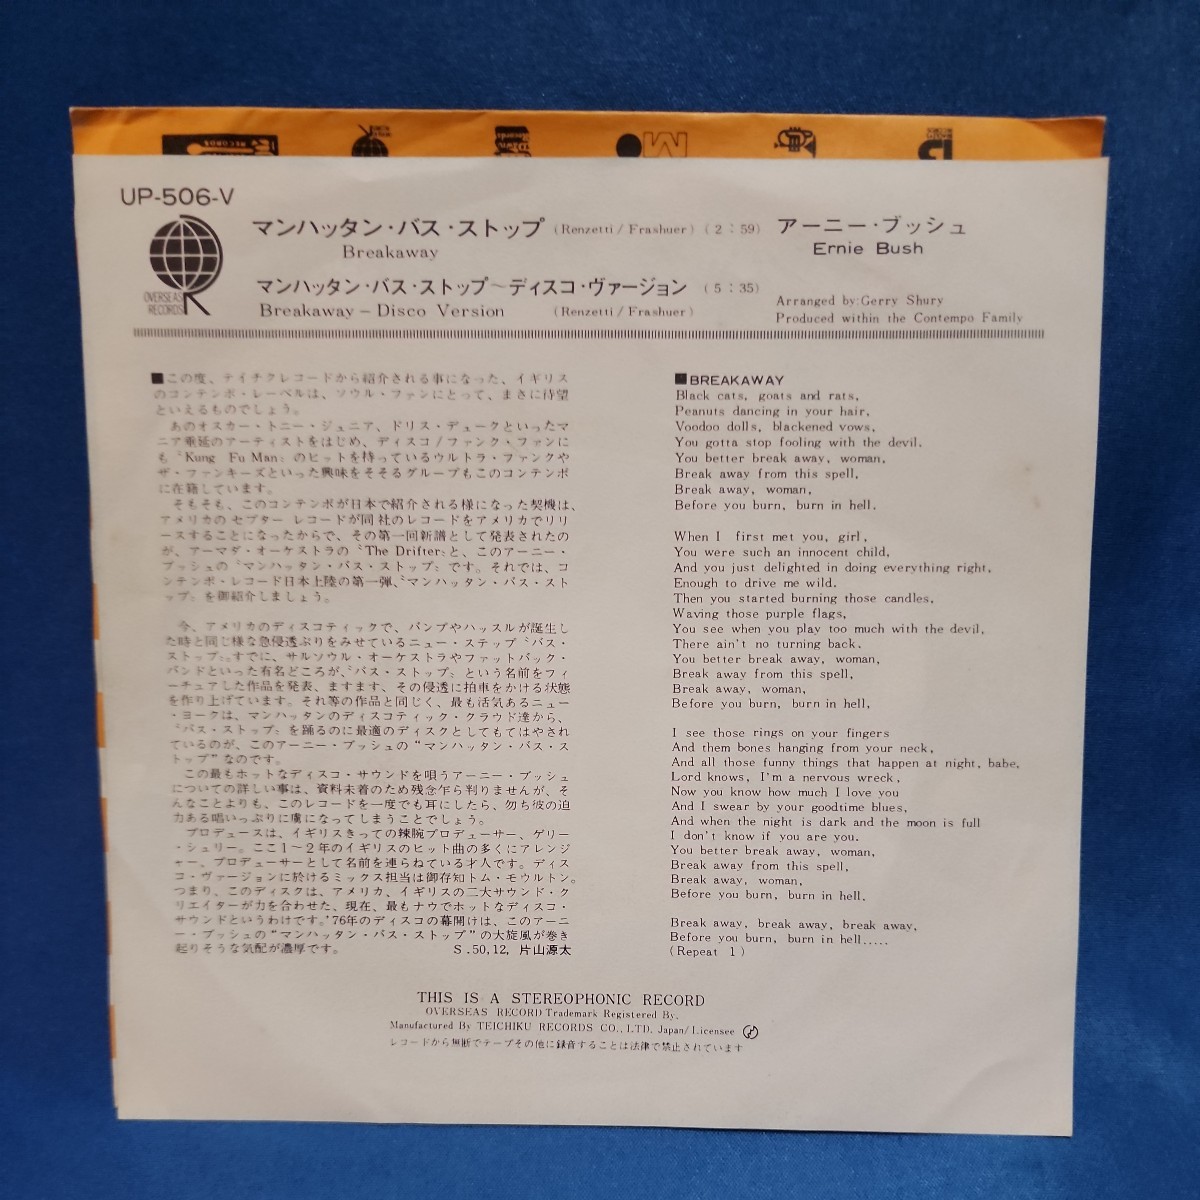 UP-506-V
OVERSEAS
RECORDS
マンハッタン・バス・ストップ (Renzetti / Frashuer) (2:59) アーニー・ブッシュ
Breakaway
Ernie Bush
マンハッタン・バス・ストップ〜ディスコ・ヴァージョン (5:35)
Breakaway – Disco Version (Renzetti / Frashuer)
Arranged by: Gerry Shury
Produced within the Contempo Family
■この度、テイチクレコードから紹介される事になった、イギリス
のコンテンポ・レーベルは、ソウル・ファンにとって、まさに待望
といえるものでしょう。
あのオスカー・トニー・ジュニア、ドリス・デュークといったマ
ニア垂延のアーティストをはじめ、ディスコ/ファンク・ファンに
も〝Kung Fu Man〟のヒットを持っているウルトラ・ファンクや
ザ・ファンキーズといった興味をそそるグループもこのコンテンポ
に在籍しています。
そもそも、このコンテンポが日本で紹介される様になった契機は、
アメリカのセプター レコードが同社のレコードをアメリカでリリ
ースすることになったからで、その第一回新譜として発表されたの
が、アーマダ・オーケストラの〝The Drifter〟と、このアーニー・
ブッシュの〝マンハッタン・バス・ストップ〟です。それでは、コ
ンテンポ・レコード日本上陸の第一弾、〝マンハッタン・バス・スト
ップ〟を御紹介しましょう。
今、アメリカのディスコティックで、バンプやハッスルが誕生し
た時と同じ様な急侵透ぶりをみせているニュー・ステップ〝バス・
ストップ〟。すでに、サルソウル・オーケストラやファットバック・
バンドといった有名どころが、〝バス・ストップ〟という名前をフィ
ーチュアした作品を発表、ますます、その侵透に拍車をかける状態
を作り上げています。それ等の作品と同じく、最も活気あるニュー
・ヨークは、マンハッタンのディスコティック・クラウド達から、
〝バス・ストップ〟を踊るのに最適のディスクとしてもてはやされ
ているのが、このアーニー・ブッシュの“マンハッタン・バス・ス
トップ”なのです。
この最もホットなディスコ・サウンドを唄うアーニー・ブッシュ
についての詳しい事は、資料未着のため残念乍ら判りませんが、そ
んなことよりも、このレコードを一度でも耳にしたら、勿ち彼の迫
力ある唱いっぷりに虜になってしまうことでしょう。
プロデュースは、イギリスきっての辣腕プロデューサー、ゲリー
・シュリー。ここ1〜2年のイギリスのヒット曲の多くにアレンジ
ャー、プロデューサーとして名前を連らねている才人です。ディス
コ・ヴァージョンに於けるミックス担当は御存知トム・モウルトン。
つまり、このディスクは、アメリカ、イギリスの二大サウンド・ク
リエイターが力を合わせた、現在、最もナウでホットなディスコ・
サウンドというわけです。'76年のディスコの幕開けは、このアーニ
ー・ブッシュの“マンハッタン・バス・ストップ”の大旋風が巻き
起りそうな気配が濃厚です。 S.50,12, 片山源太
■BREAKAWAY
Black cats, goats and rats,
Peanuts dancing in your hair,
Voodoo dolls, blackened vows,
You gotta stop fooling with the devil.
You better break away, woman,
Break away from this spell,
Break away, woman,
Before you burn, burn in hell.
When I first met you, girl,
You were such an innocent child,
And you just delighted in doing everything right,
Enough to drive me wild.
Then you started burning those candles,
Waving those purple flags,
You see when you play too much with the devil,
There ain't no turning back.
You better break away, woman,
Break away from this spell,
Break away, woman,
Before you burn, burn in hell,
I see those rings on your fingers
And them bones hanging from your neck,
And all those funny things that happen at night, babe,
Lord knows, I'm a nervous wreck,
Now you know how much I love you
And I swear by your goodtime blues,
And when the night is dark and the moon is full
I don't know if you are you.
You better break away, woman,
Break away from this spell,
Break away, woman,
Before you burn, burn in hell,
Break away, break away, break away,
Before you burn, burn in hell.....
(Repeat 1)
THIS IS A STEREOPHONIC RECORD
OVERSEAS RECORD Trademark Registered By.
Manufactured By TEICHIKU RECORDS CO., LTD. Japan/Licensee
レコードから無断でテープその他に録音することは法律で禁止されています